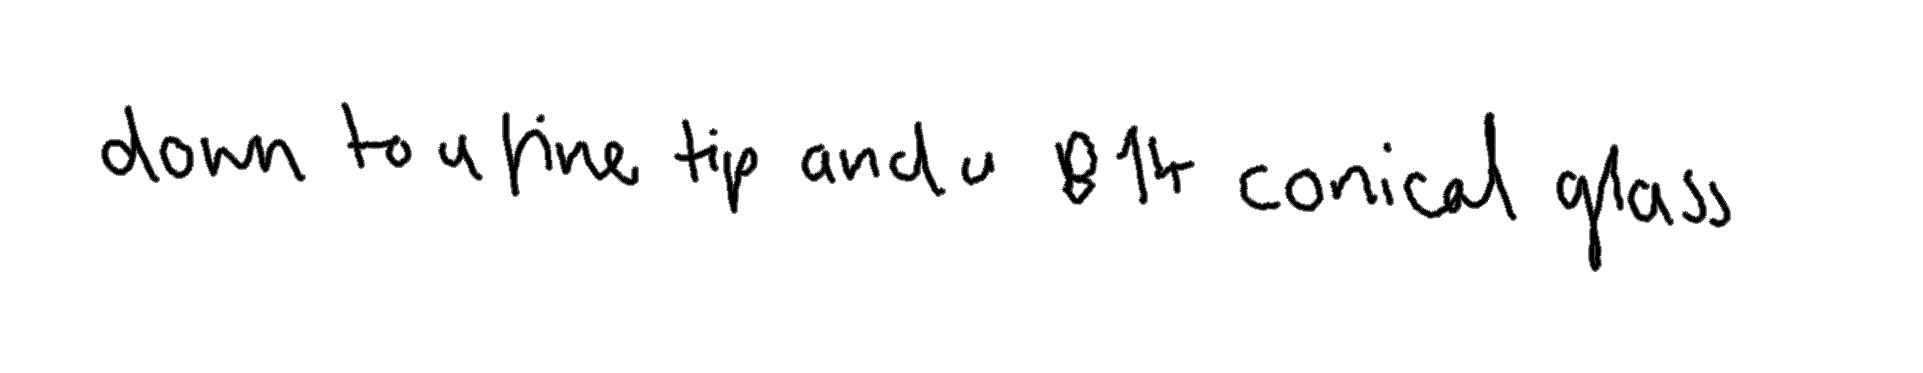 down to a fine tip and a B14 conical glass